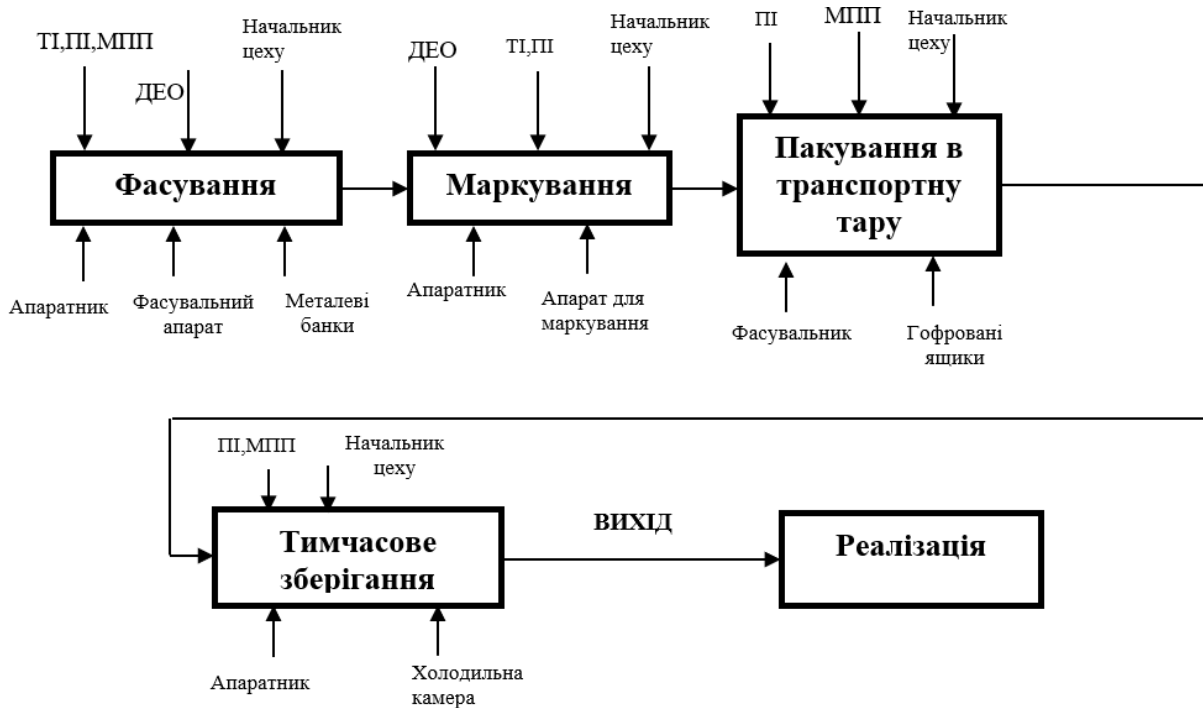 ТІ,ПІ,МПП
ДЕО
Начальник
цеху
Фасування
Апаратник
Фасувальний
апарат
Металеві
банки
ДЕО
ТІ,ПІ
Начальник
цеху
Маркування
Апаратник
Апарат для
маркування
ПІ
МПП
Начальник
цеху
Пакування в
транспортну
тару
Фасувальник
Гофровані
ящики
ПІ,МПП
Начальник
цеху
Тимчасове
зберігання
Апаратник
Холодильна
камера
ВИХІД
Реалізація